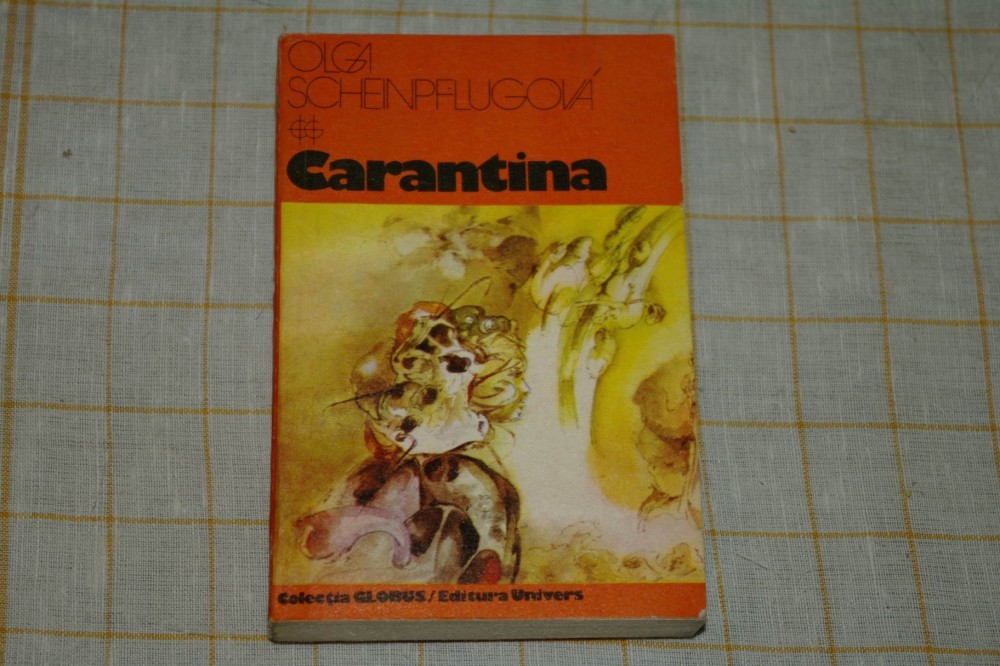 OLGA
SCHEINPFLUGOVÁ
Carantina
Colecția GLOBUS/Editura Univers